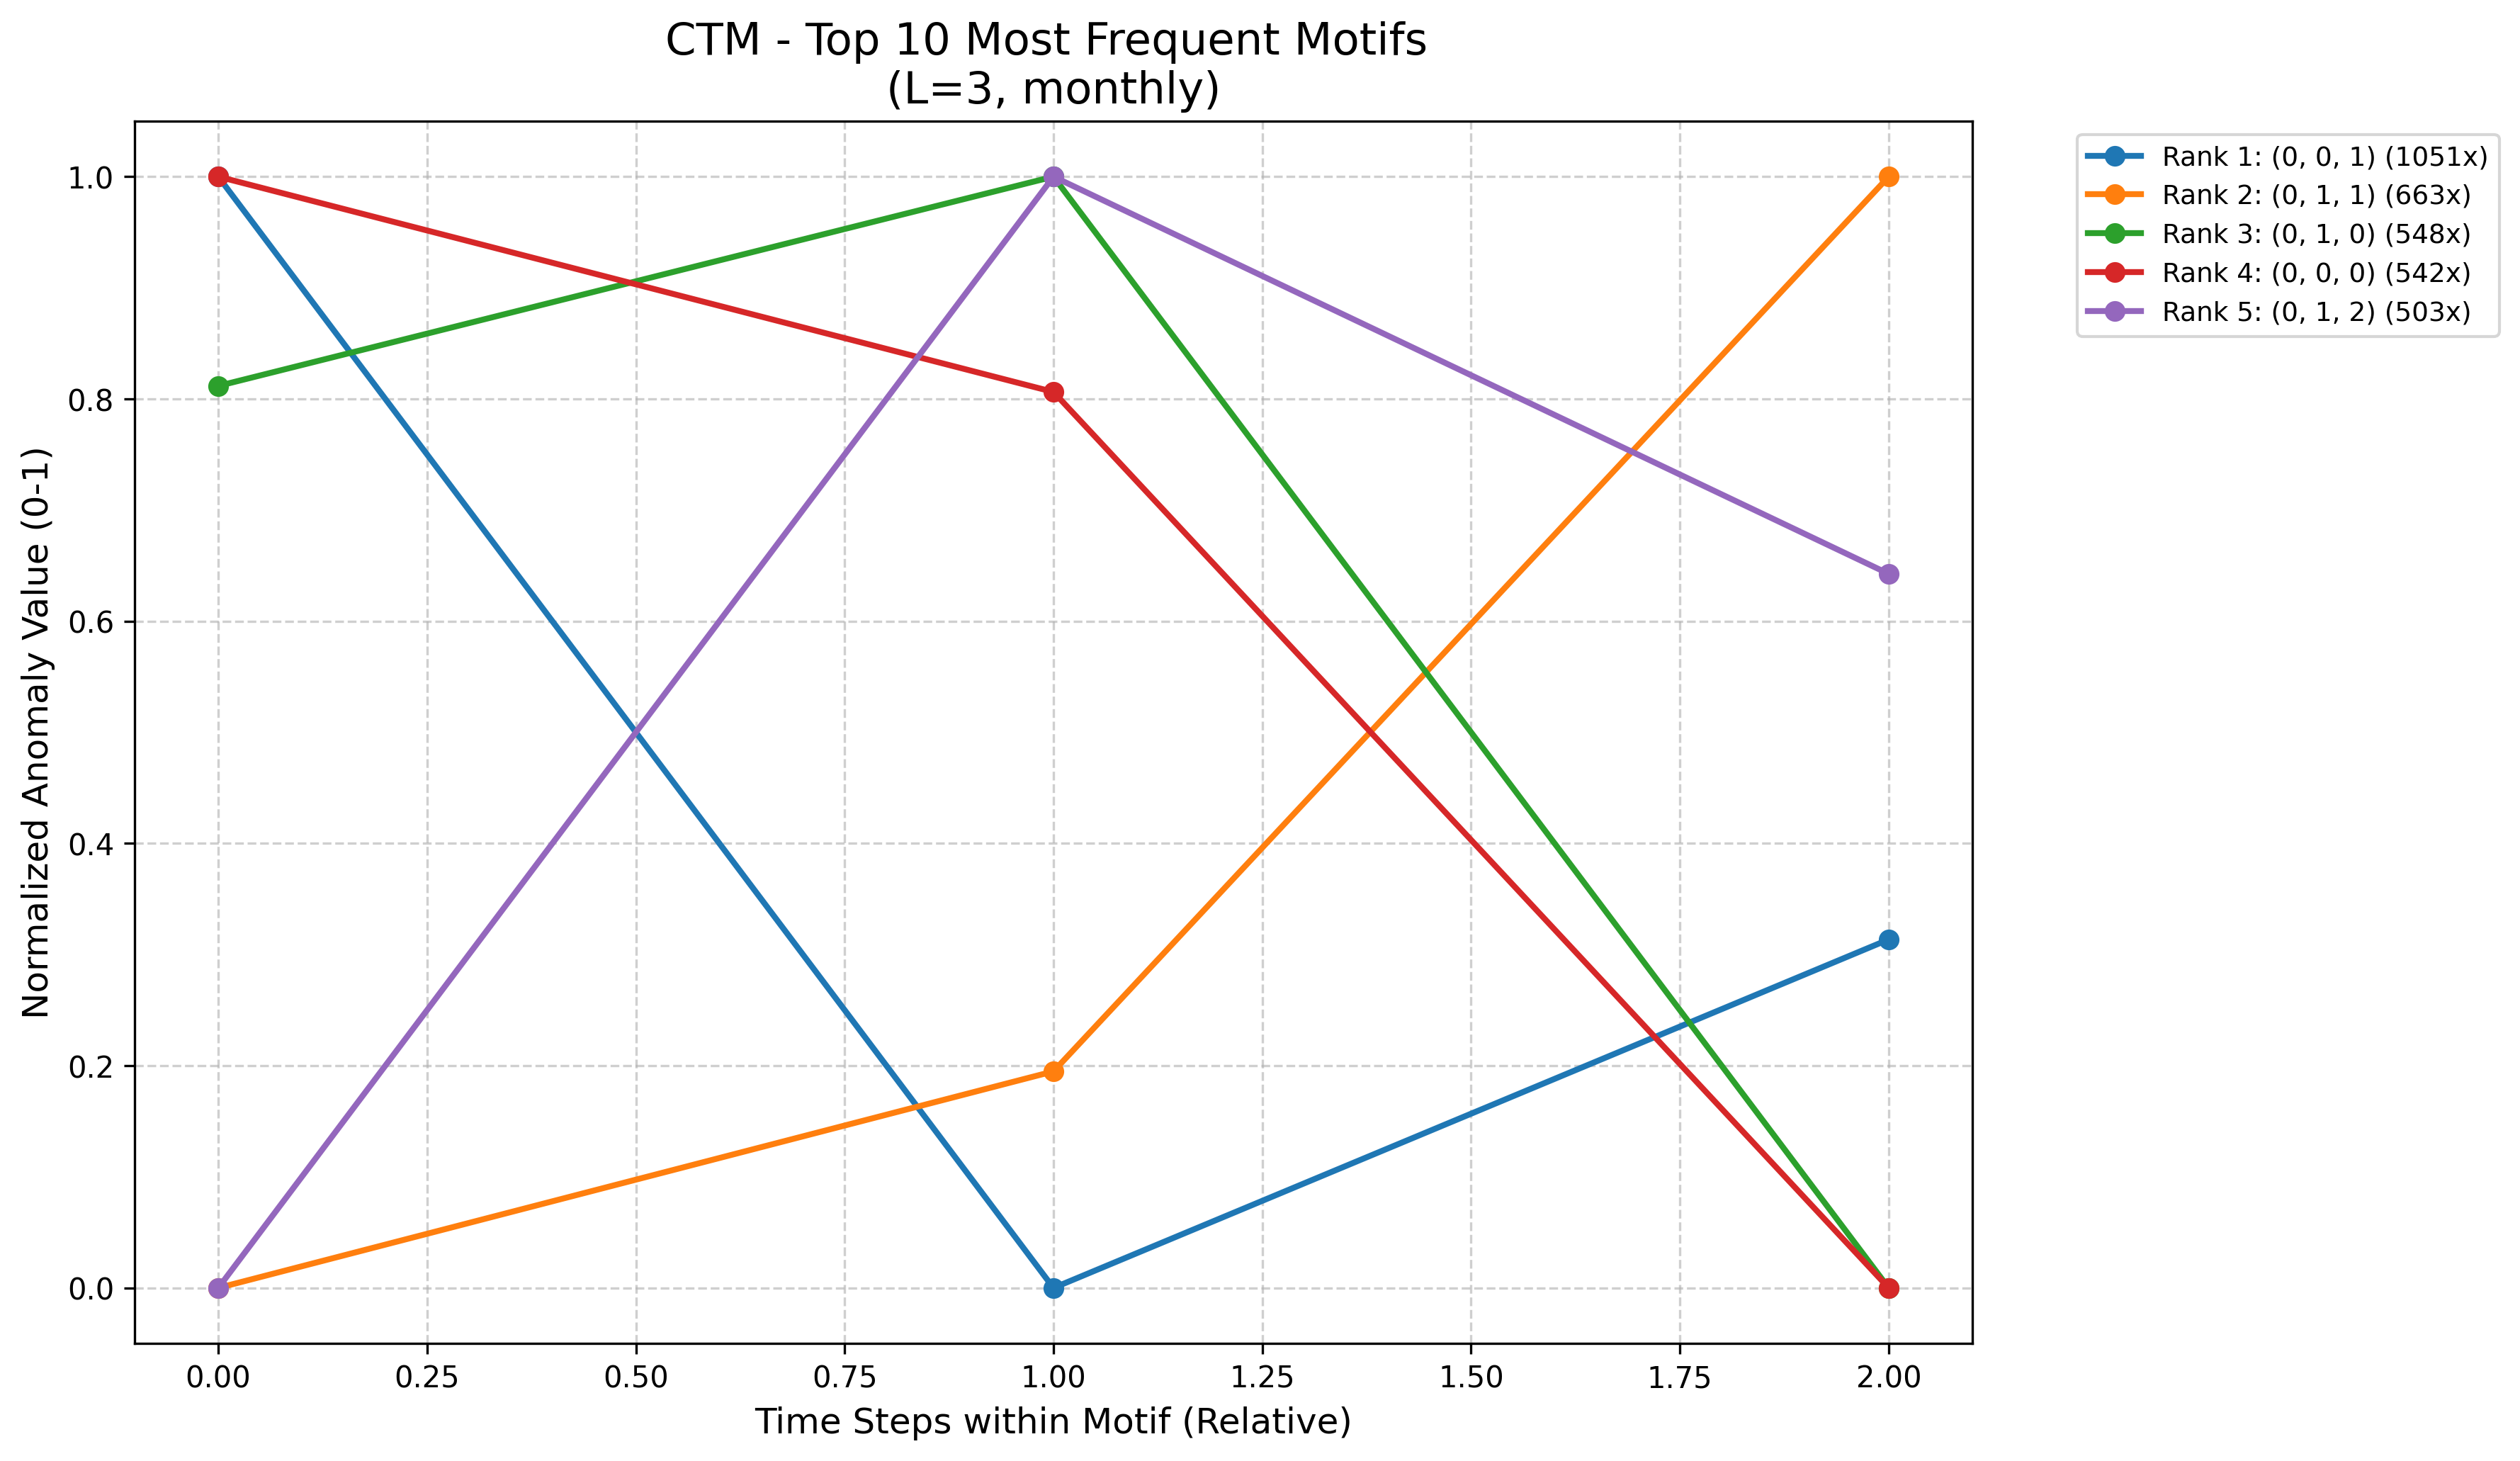 CTM - Top 10 Most Frequent Motifs
(L=3, monthly)
Normalized Anomaly Value (0-1)
1.0
0.8
0.6
0.4
0.2
0.0
0.00 0.25 0.50 0.75 1.00 1.25 1.50 1.75 2.00
Time Steps within Motif (Relative)
Rank 1: (0, 0, 1) (1051x)
Rank 2: (0, 1, 1) (663x)
Rank 3: (0, 1, 0) (548x)
Rank 4: (0, 0, 0) (542x)
Rank 5: (0, 1, 2) (503x)